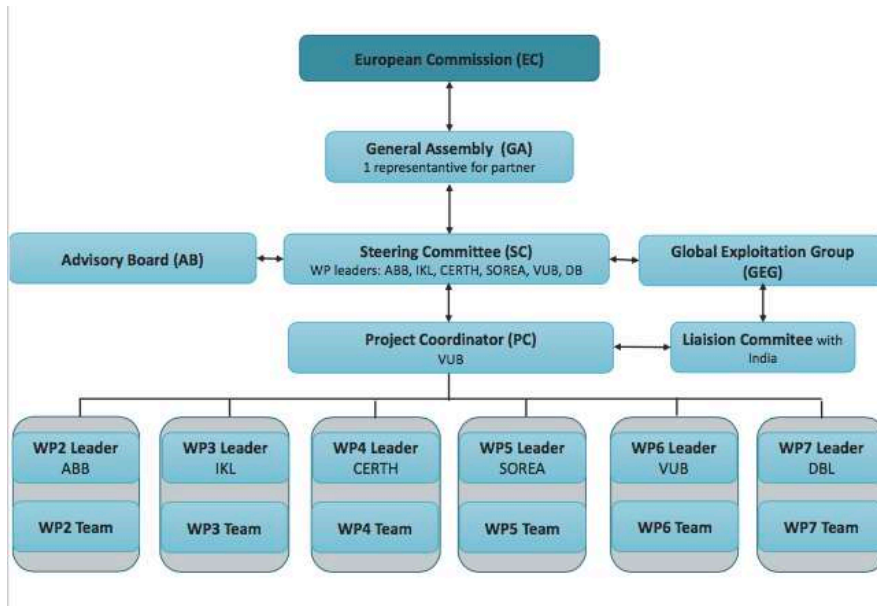 European Commission (EC)
General Assembly (GA)
1 representantive for partner
Advisory Board (AB)
Steering Committee (SC)
WP leaders: ABB, IKL, CERTH, SOREA, VUB, DB
Global Exploitation Group
(GEG)
Project Coordinator (PC)
VUB
Liaision Commitee with
India
WP2 Leader
ABB
WP3 Leader
IKL
WP4 Leader
CERTH
WP5 Leader
SOREA
WP6 Leader
VUB
WP7 Leader
DBL
WP2 Team
WP3 Team
WP4 Team
WP5 Team
WP6 Team
WP7 Team